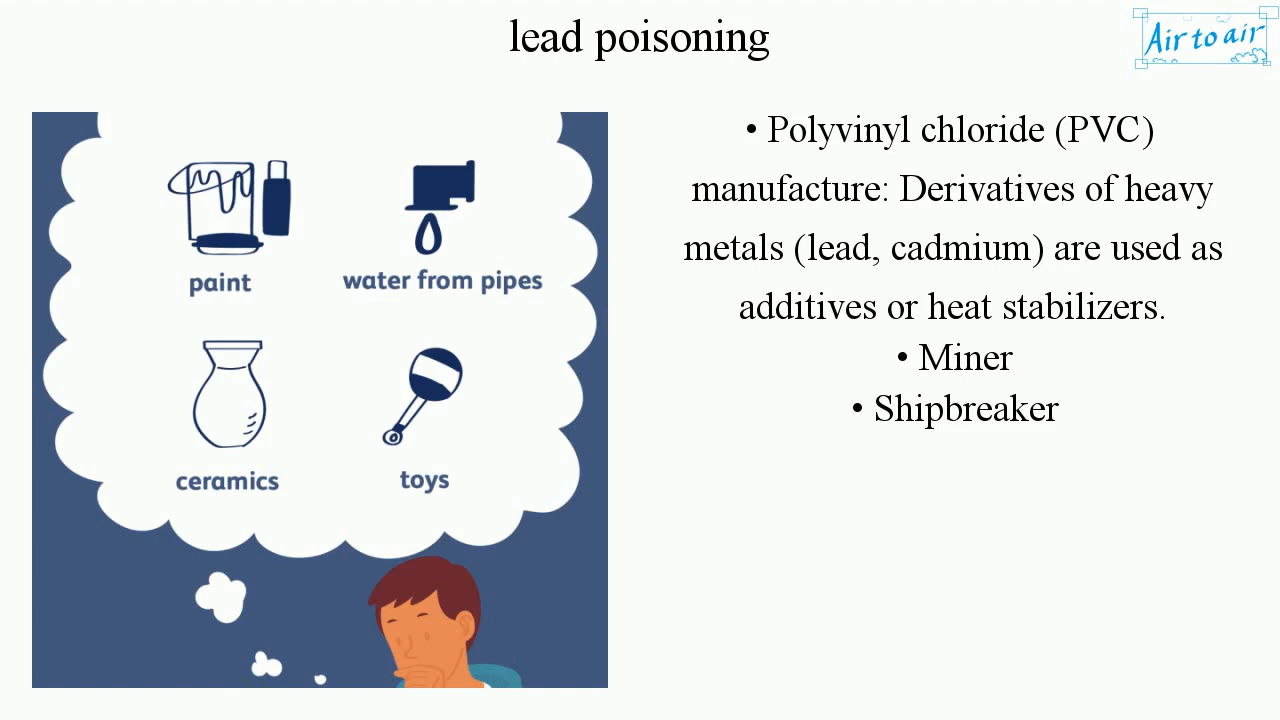 lead poisoning
Air to air
paint
water from pipes
ceramics
toys
• Polyvinyl chloride (PVC)
manufacture: Derivatives of heavy
metals (lead, cadmium) are used as
additives or heat stabilizers.
• Miner
• Shipbreaker